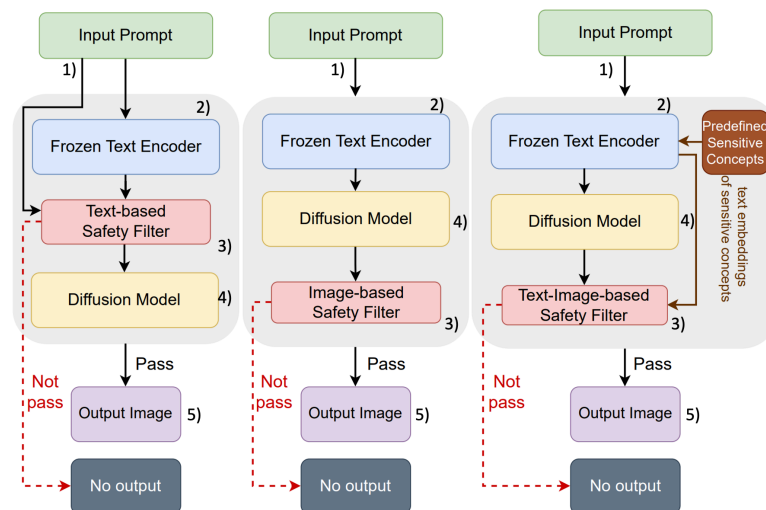 Input Prompt
1)
2)
Frozen Text Encoder
Text-based
Safety Filter
3)
Diffusion Model
4)
Pass
Not
pass
Output Image
5)
No output
Input Prompt
1)
2)
Frozen Text Encoder
Diffusion Model
4)
Image-based
Safety Filter
3)
Pass
Not
pass
Output Image
5)
No output
Input Prompt
1)
2)
Frozen Text Encoder
Predefined
Sensitive
Concepts
text embeddings
of sensitive concepts
Diffusion Model
4)
Text-Image-based
Safety Filter
3)
Pass
Not
pass
Output Image
5)
No output